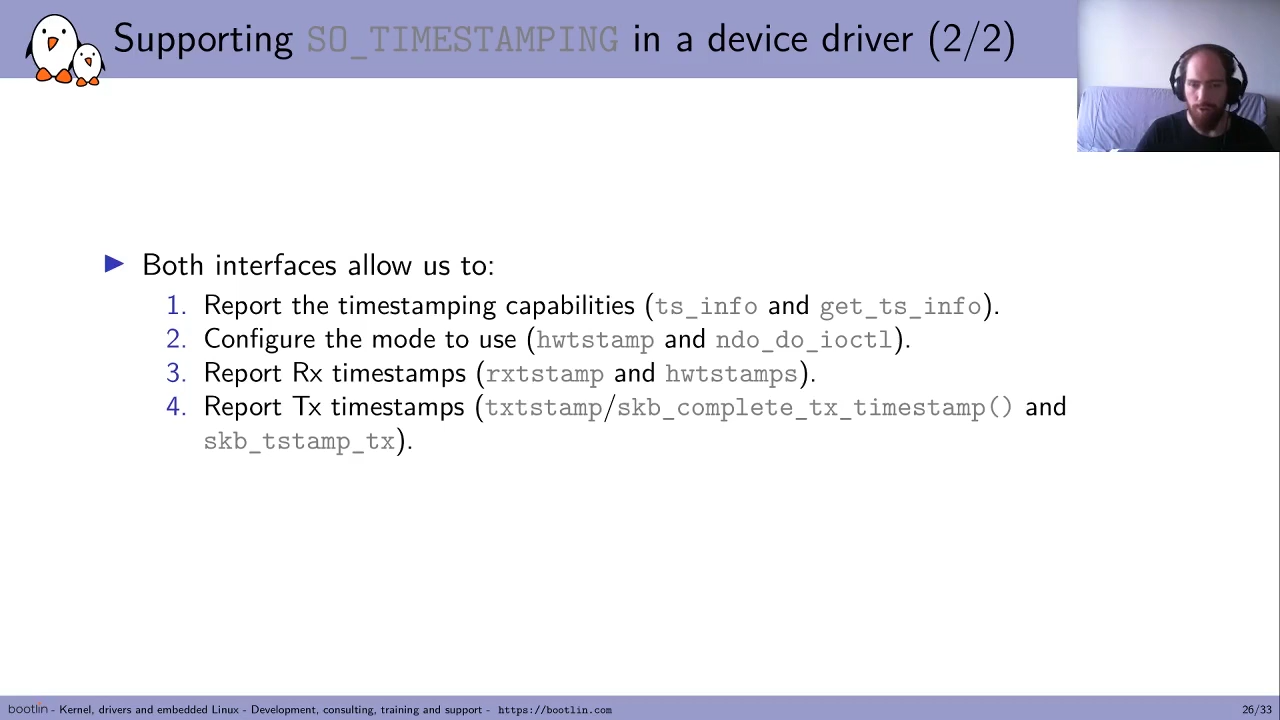 Supporting SO_TIMESTAMPING in a device driver (2/2)
▶ Both interfaces allow us to:
1. Report the timestamping capabilities (ts_info and get_ts_info).
2. Configure the mode to use (hwtstamp and ndo_do_ioctl).
3. Report Rx timestamps (rxtstamp and hwtstamps).
4. Report Tx timestamps (txtstamp/skb_complete_tx_timestamp() and
skb_tstamp_tx).
bootlin - Kernel, drivers and embedded Linux - Development, consulting, training and support - https://bootlin.com 26/33